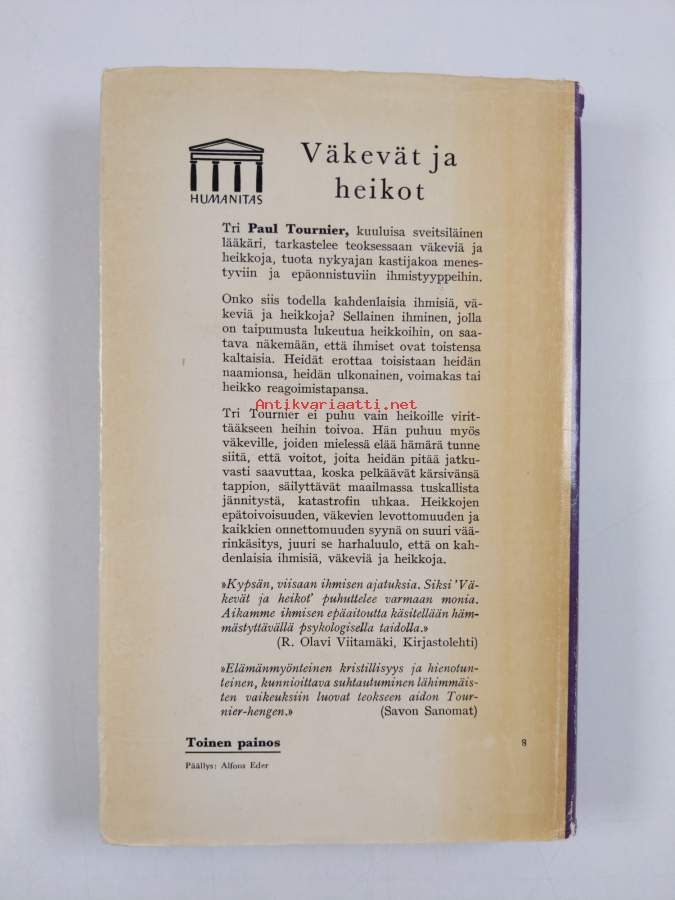 Väkevät ja
heikot
HUMANITAS
Tri Paul Tournier, kuuluisa sveitsiläinen
lääkäri, tarkastelee teoksessaan väkeviä ja
heikkoja, tuota nykyajan kastijakoa menes-
tyviin ja epäonnistuviin ihmistyyppeihin.
Onko siis todella kahdenlaisia ihmisiä, vä-
keviä ja heikkoja? Sellainen ihminen, jolla
on taipumusta lukeutua heikkoihin, on saa-
tava näkemään, että ihmiset ovat toistensa
kaltaisia. Heidät erottaa toisistaan heidän
naamionsa, heidän ulkonainen, voimakas tai
heikko reagoimistapansa.
Antikvariaatti.net
Tri Tournier ei puhu vain heikoille virit-
tääkseen heihin toivoa. Hän puhuu myös
väkeville, joiden mielessä elää hämärä tunne
siitä, että voitot, joita heidän pitää jatku-
vasti saavuttaa, koska pelkäävät kärsivänsä
tappion, säilyttävät maailmassa tuskallista
jännitystä, katastrofin uhkaa. Heikkojen
epätoivoisuuden, väkevien levottomuuden ja
kaikkien onnettomuuden syynä on suuri vää-
rinkäsitys, juuri se harhaluulo, että on kah-
denlaisia ihmisiä, väkeviä ja heikkoja.
»Kypsän, viisaan ihmisen ajatuksia. Siksi 'Vä-
kevät ja heikot' puhuttelee varmaan monia.
Aikamme ihmisen epäaitoutta käsitellään häm-
mästyttävällä psykologisella taidolla.»
(R. Olavi Viitamäki, Kirjastolehti)
»Elämänmyönteinen kristillisyys ja hienotun-
teinen, kunnioittava suhtautuminen lähimmäis-
ten vaikeuksiin luovat teokseen aidon Tour-
nier-hengen.» (Savon Sanomat)
Toinen painos 8
Päällys: Alfons Eder